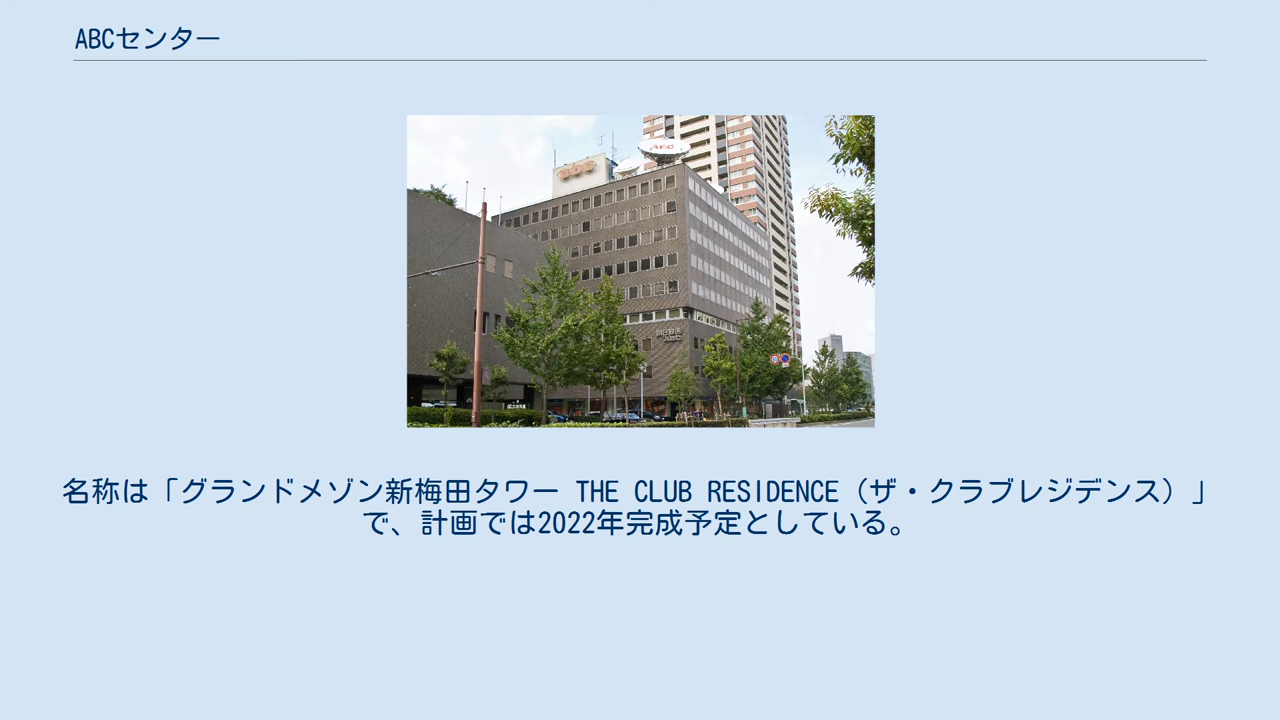 ABCセンター
ABC
名称は「グランドメゾン新梅田タワー THE CLUB RESIDENCE（ザ・クラブレジデンス）」
で、計画では2022年完成予定としている。